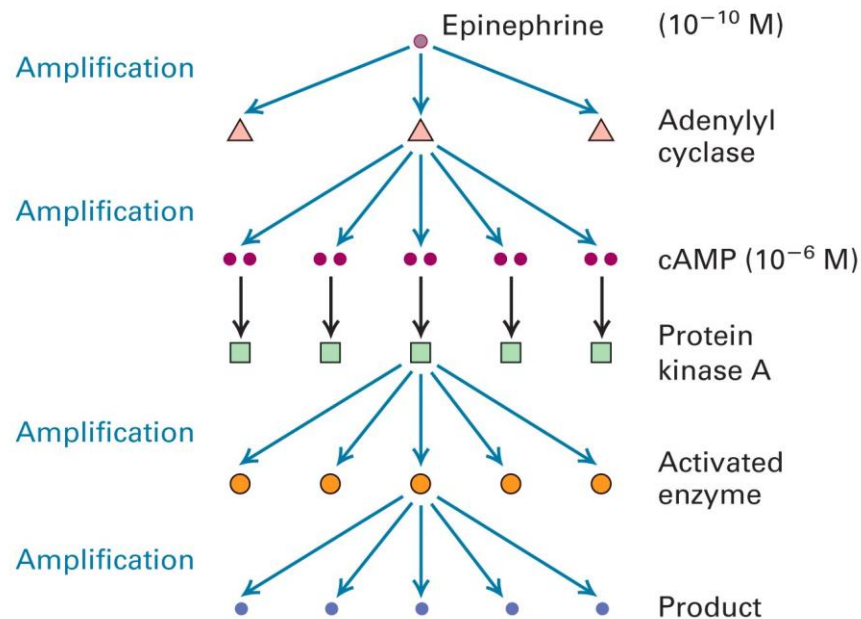 Epinephrine (10⁻¹⁰ M)
Amplification
Adenylyl
cyclase
Amplification
cAMP (10⁻⁶ M)
Protein
kinase A
Amplification
Activated
enzyme
Amplification
Product